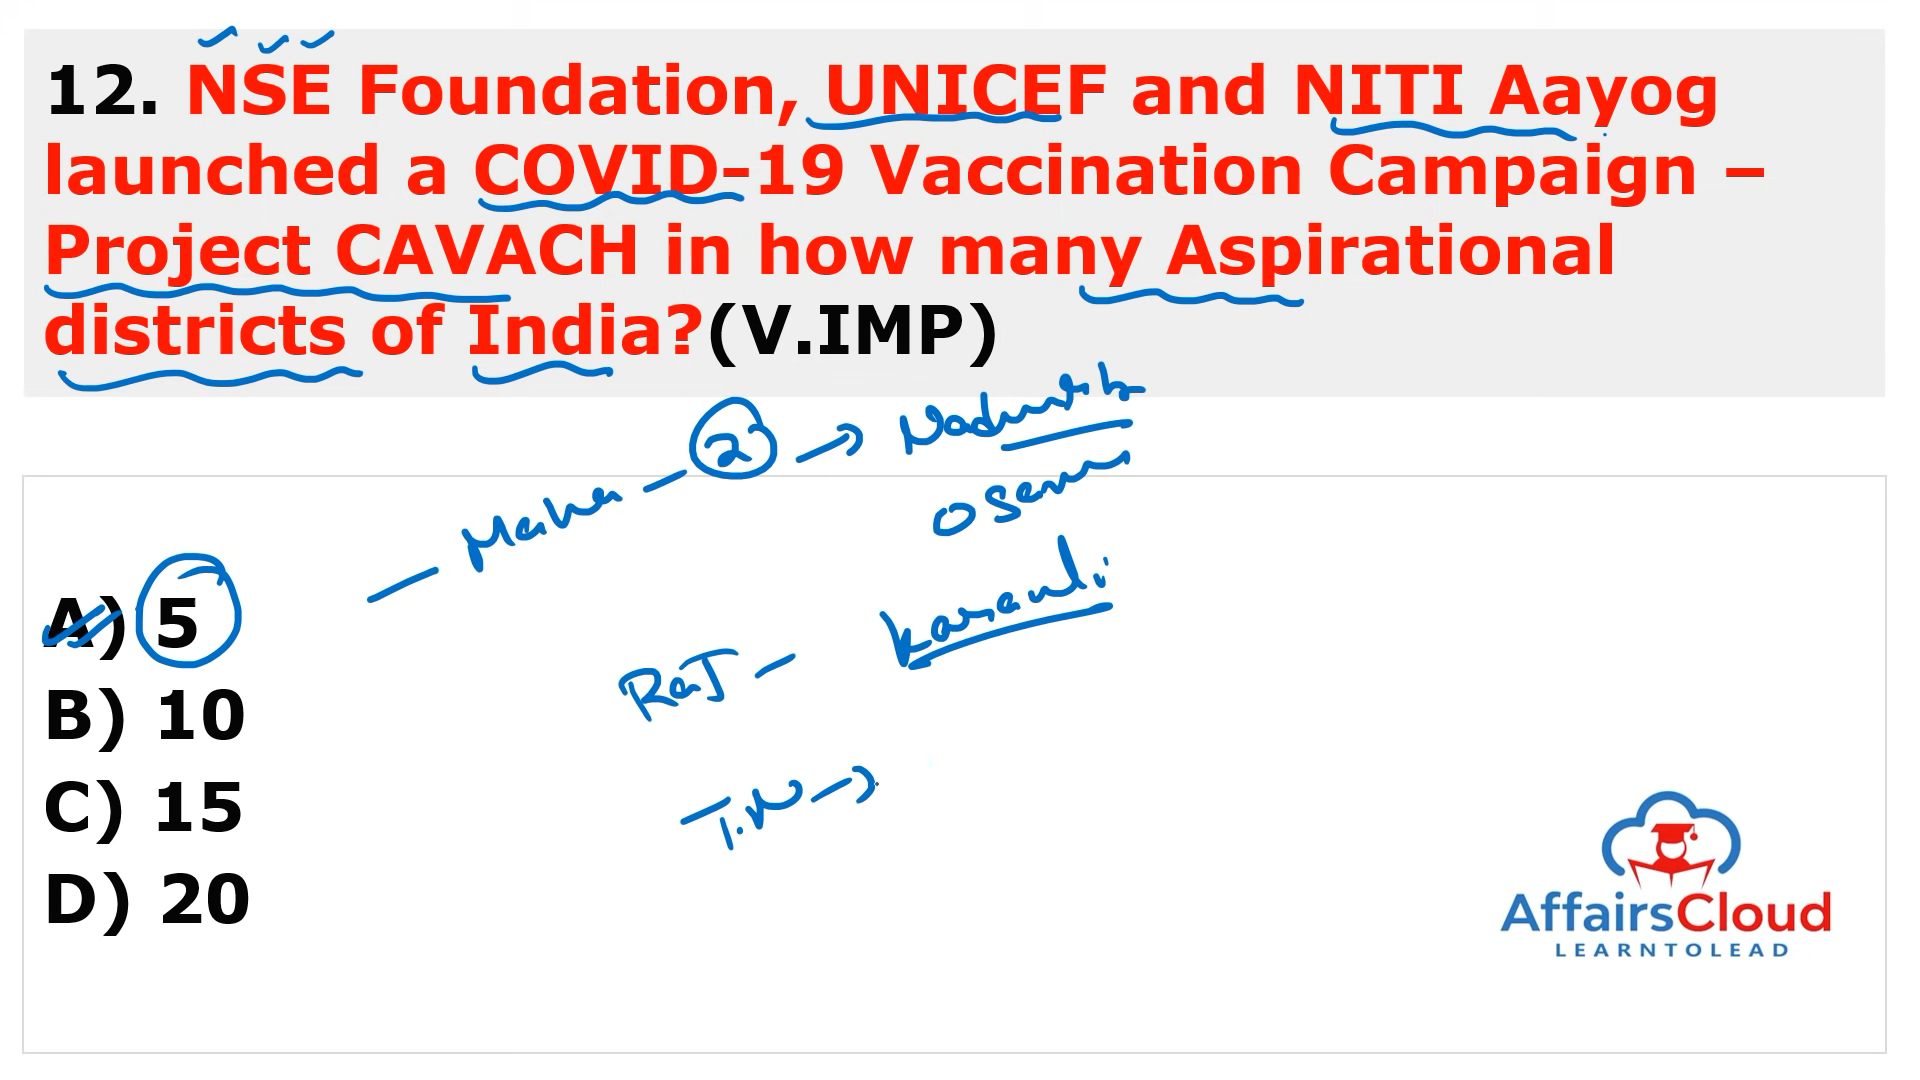 12. NSE Foundation, UNICEF and NITI Aayog
launched a COVID-19 Vaccination Campaign –
Project CAVACH in how many Aspirational
districts of India?(V.IMP)
2
Maha
A) 5
B) 10
C) 15
D) 20
Raj -
T.N
AffairsCloud
LEARNTOLEAD